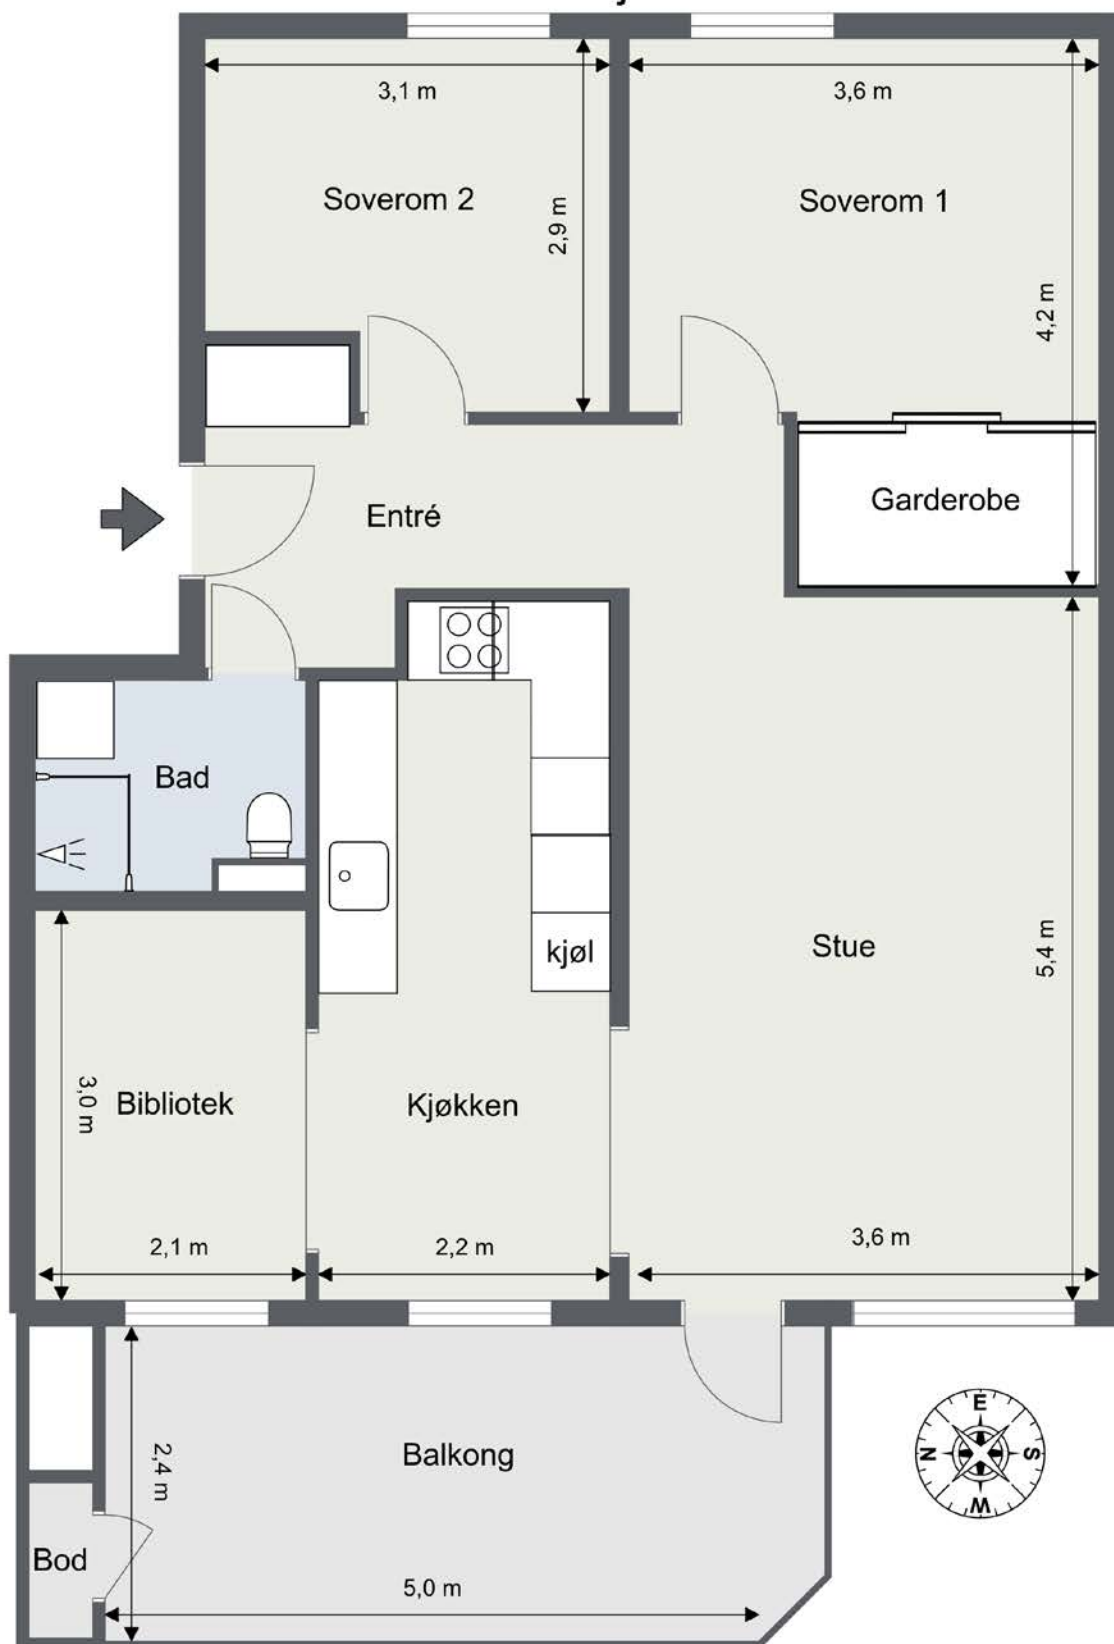 3,1 m
3,6 m
Soverom 2
Soverom 1
2,9 m
4,2 m
Garderobe
Entré
Bad
kjøl
Stue
5,4 m
3,0 m
Bibliotek
Kjøkken
2,1 m
2,2 m
3,6 m
E
N
S
W
2,4 m
Balkong
Bod
5,0 m